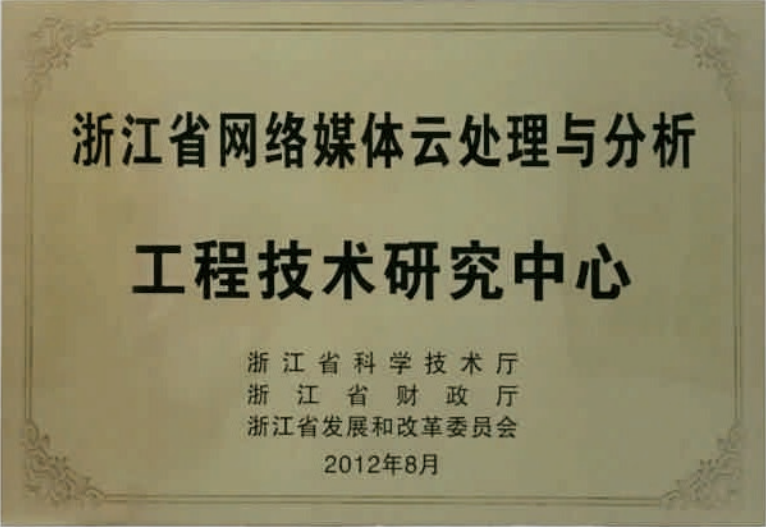 浙江省网络媒体云处理与分析
工程技术研究中心
浙江省科学技术厅
浙江省财政厅
浙江省发展和改革委员会
2012年8月